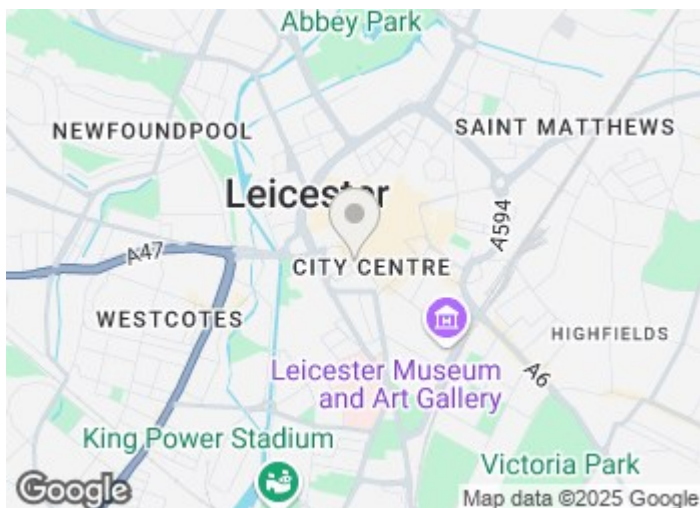 Abbey Park
NEWFOUNDPOOL
SAINT MATTHEWS
Leicester
A594
A47
CITY CENTRE
WESTCOTES
HIGHFIELDS
Leicester Museum
and Art Gallery
A6
King Power Stadium
Victoria Park
Google
Map data ©2025 Google